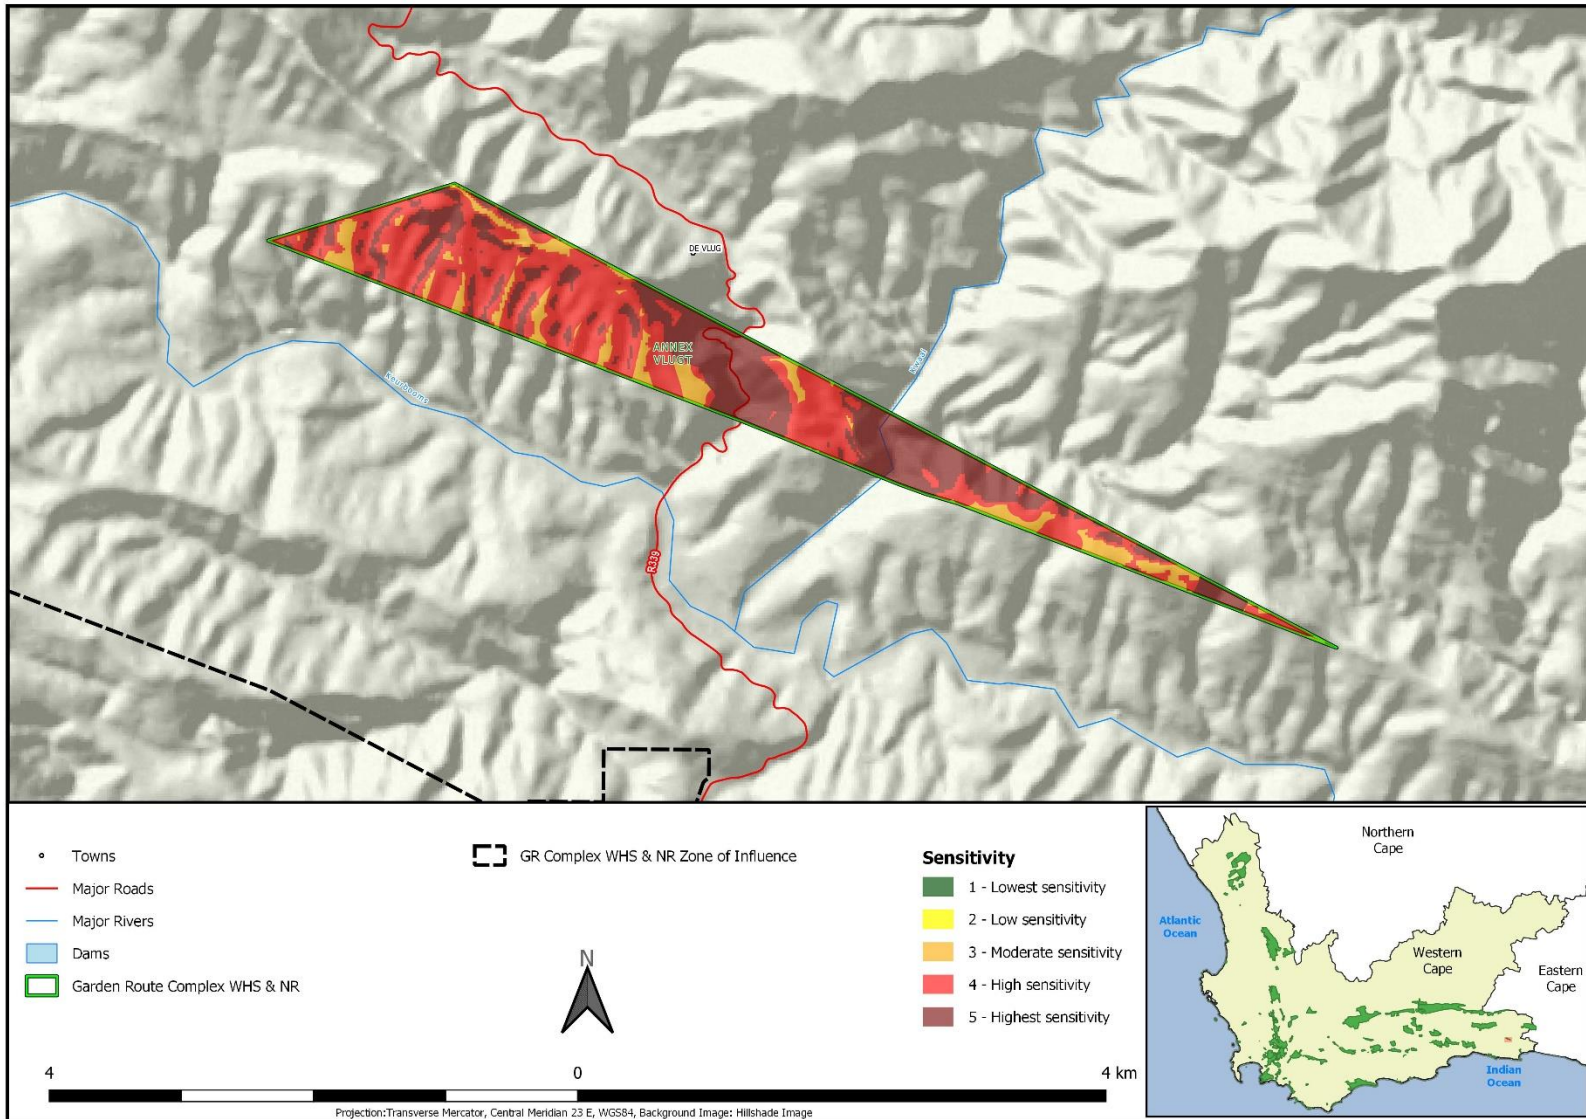 DE VLUG
ANNEX
VLUGT
Keurbooms
Kwaai
R339
Towns
Major Roads
Major Rivers
Dams
Garden Route Complex WHS & NR
GR Complex WHS & NR Zone of Influence
N
Sensitivity
1 - Lowest sensitivity
2 - Low sensitivity
3 - Moderate sensitivity
4 - High sensitivity
5 - Highest sensitivity
4
0
4 km
Projection:Transverse Mercator, Central Meridian 23 E, WGS84, Background Image: Hillshade Image
Northern
Cape
Atlantic
Ocean
Western
Cape
Eastern
Cape
Indian
Ocean